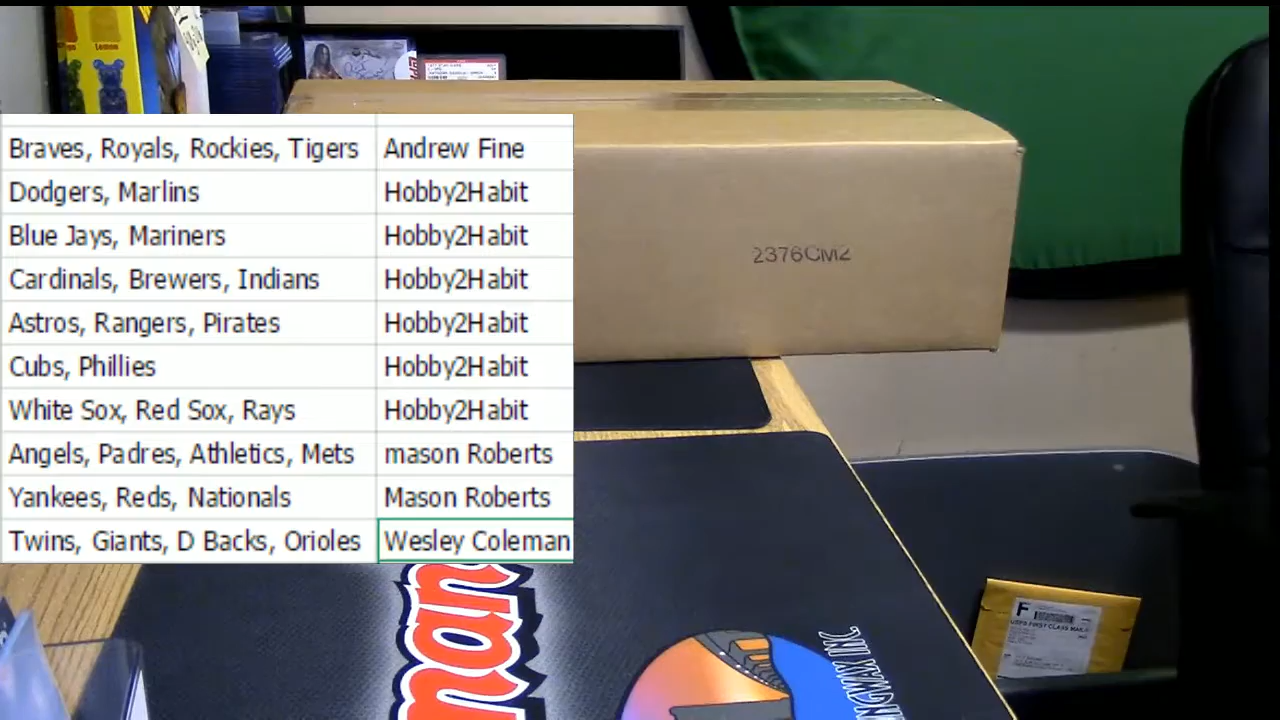 Lemon
Braves, Royals, Rockies, Tigers Andrew Fine
Dodgers, Marlins Hobby2Habit
Blue Jays, Mariners Hobby2Habit
Cardinals, Brewers, Indians Hobby2Habit
Astros, Rangers, Pirates Hobby2Habit
Cubs, Phillies Hobby2Habit
White Sox, Red Sox, Rays Hobby2Habit
Angels, Padres, Athletics, Mets mason Roberts
Yankees, Reds, Nationals Mason Roberts
Twins, Giants, D Backs, Orioles Wesley Coleman
2376CM2
F
USPS FIRST CLASS MAIL